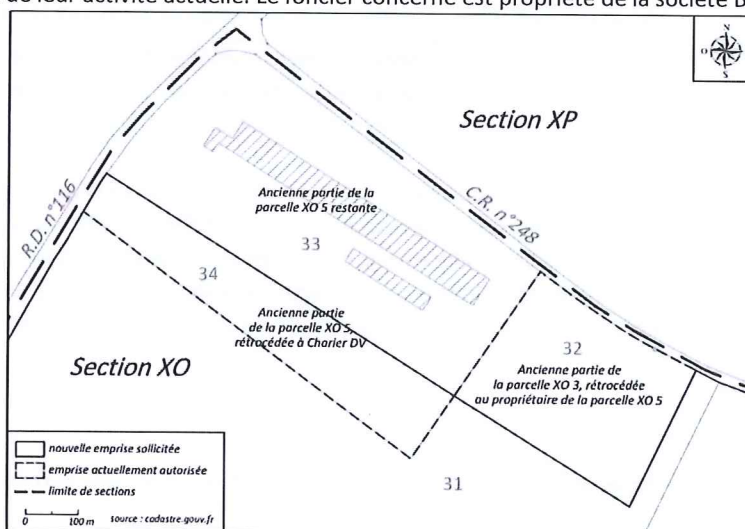 de leur activité actuelle. Le foncier concerné est propriété de la société D
N
O
E
S
Section XP
C.R. n°248
R.D. n°116
Ancienne partie de la
parcelle XO 5 restante
33
34
Ancienne partie
de la parcelle XO 5,
rétrocédée à Charier DV
32
Ancienne partie de
la parcelle XO 3, rétrocédée
au propriétaire de la parcelle XO 5
Section XO
31
nouvelle emprise sollicitée
emprise actuellement autorisée
limite de sections
0 100 m source : cadastre.gouv.fr